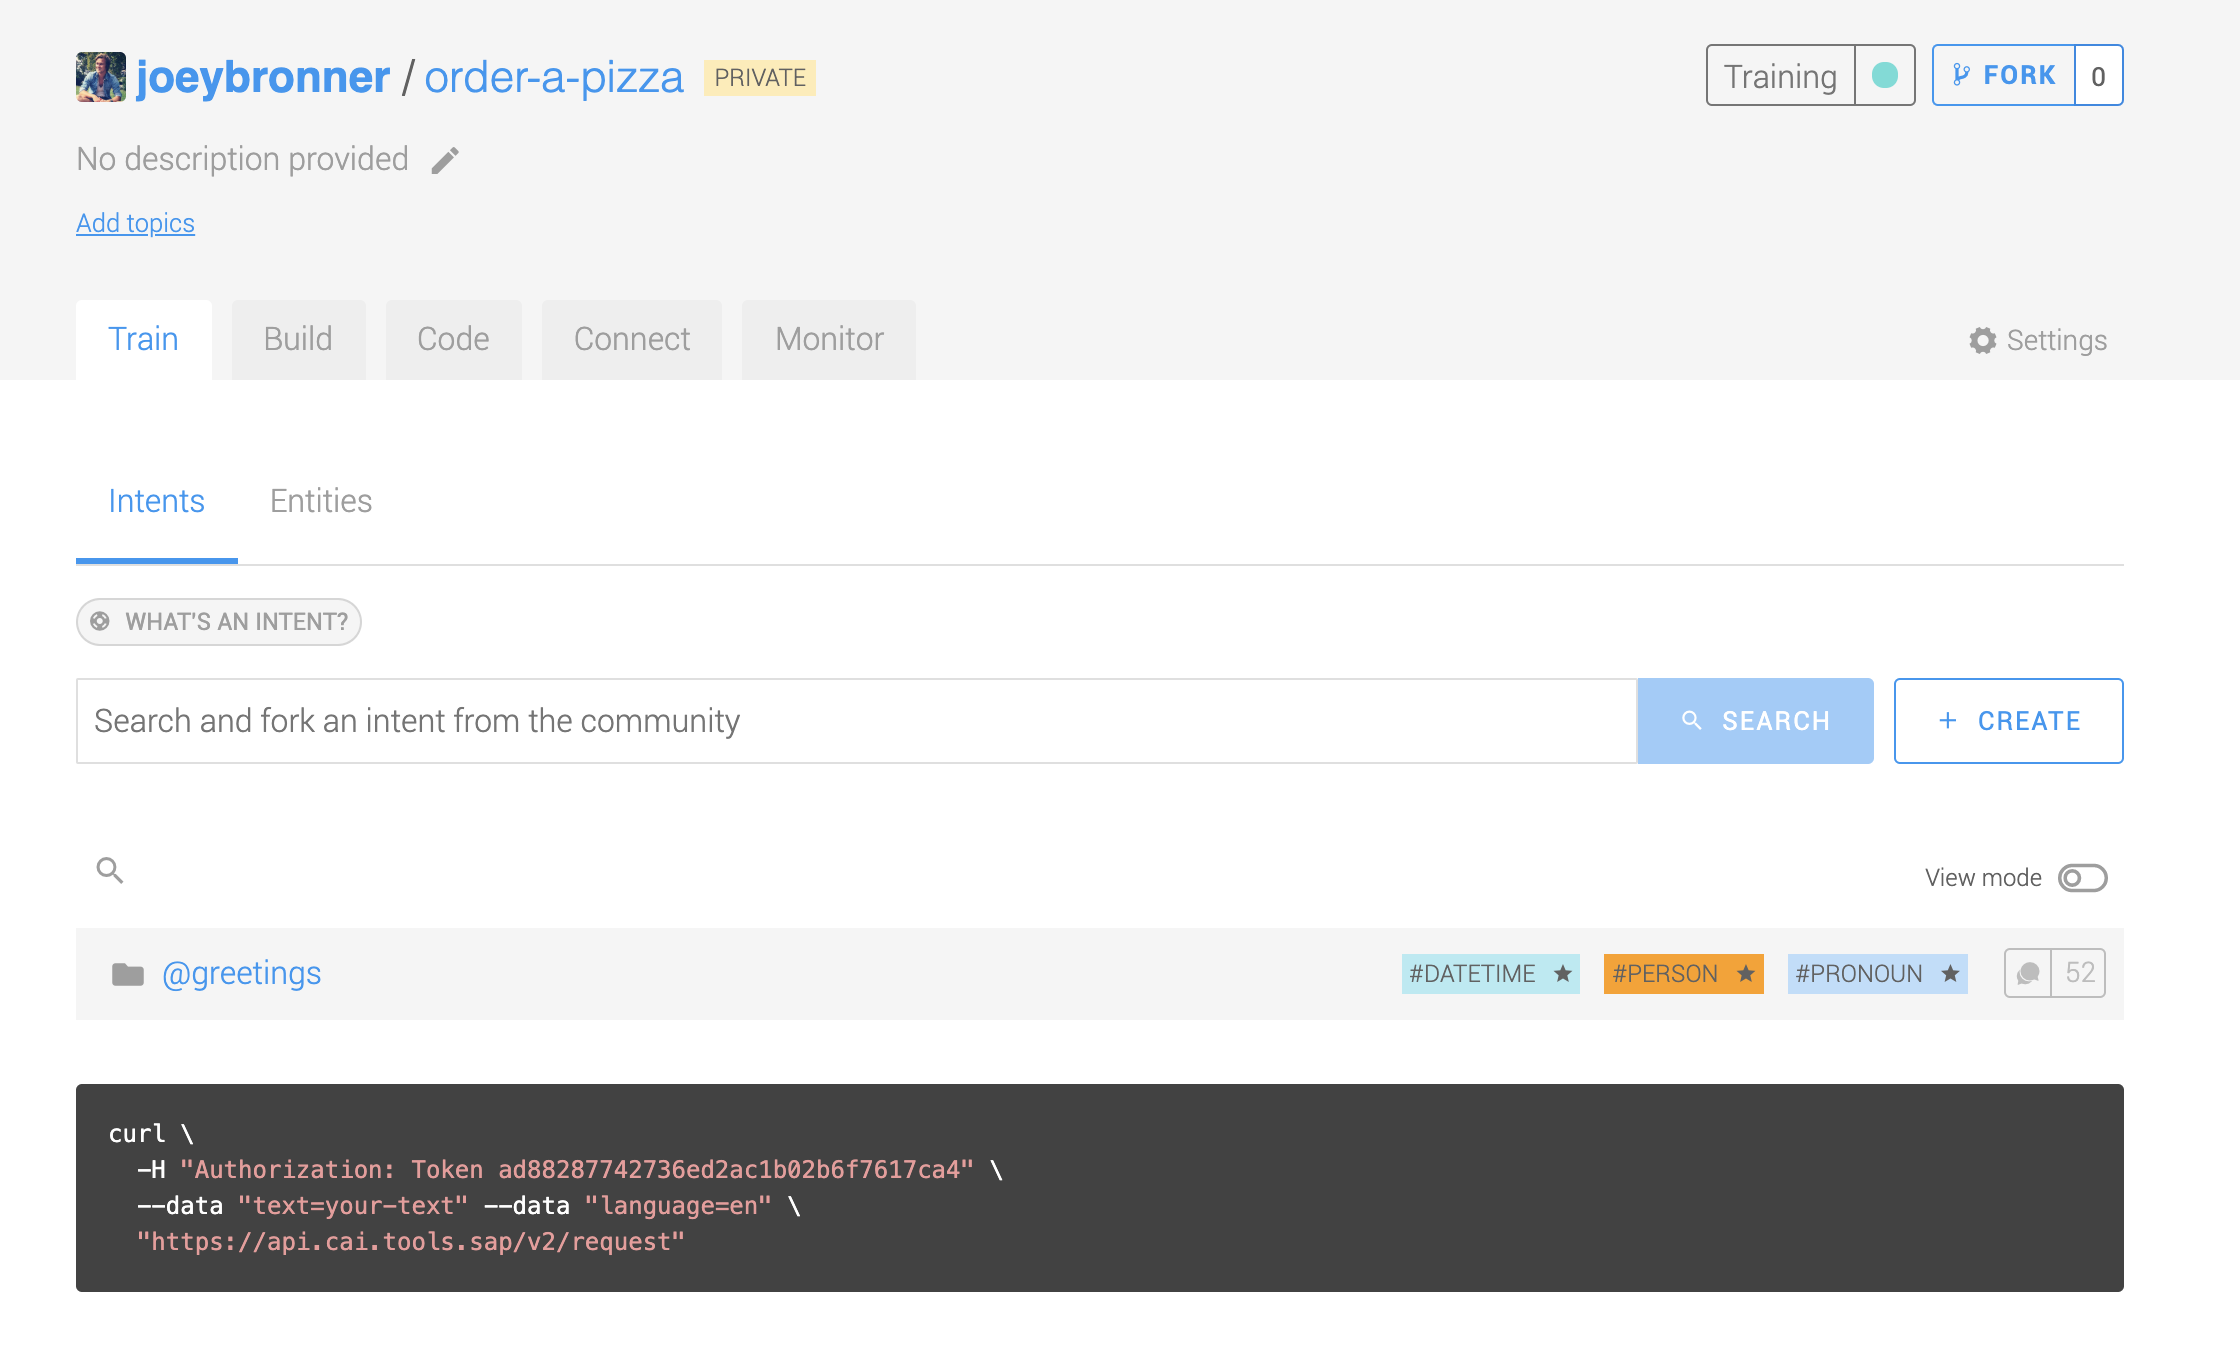 joeybronner / order-a-pizza PRIVATE Training FORK 0
No description provided
Add topics
Train Build Code Connect Monitor Settings
Intents Entities
WHAT'S AN INTENT?
Search and fork an intent from the community SEARCH + CREATE
View mode
@greetings #DATETIME ★ #PERSON ★ #PRONOUN ★ 52
curl \
-H "Authorization: Token ad88287742736ed2ac1b02b6f7617ca4" \
--data "text=your-text" --data "language=en" \
"https://api.cai.tools.sap/v2/request"